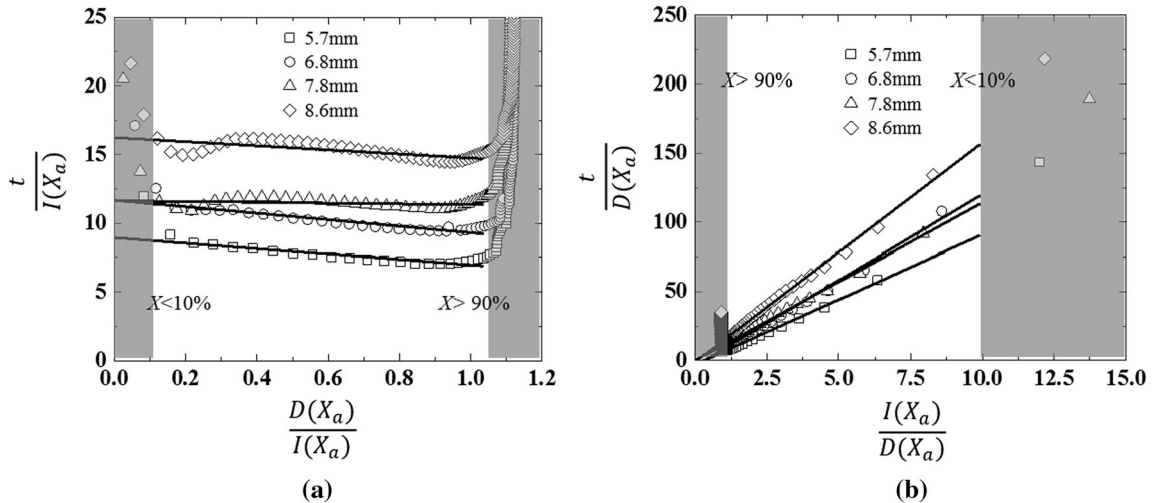 25
20
15
10
5
0
0.0 0.2 0.4 0.6 0.8 1.0 1.2
t
I(Xₐ)
D(Xₐ)
I(Xₐ)
5.7mm
6.8mm
7.8mm
8.6mm
X<10%
X> 90%
(a)
250
200
150
100
50
0
0.0 2.5 5.0 7.5 10.0 12.5 15.0
t
D(Xₐ)
I(Xₐ)
D(Xₐ)
5.7mm
6.8mm
7.8mm
8.6mm
X> 90%
X<10%
(b)